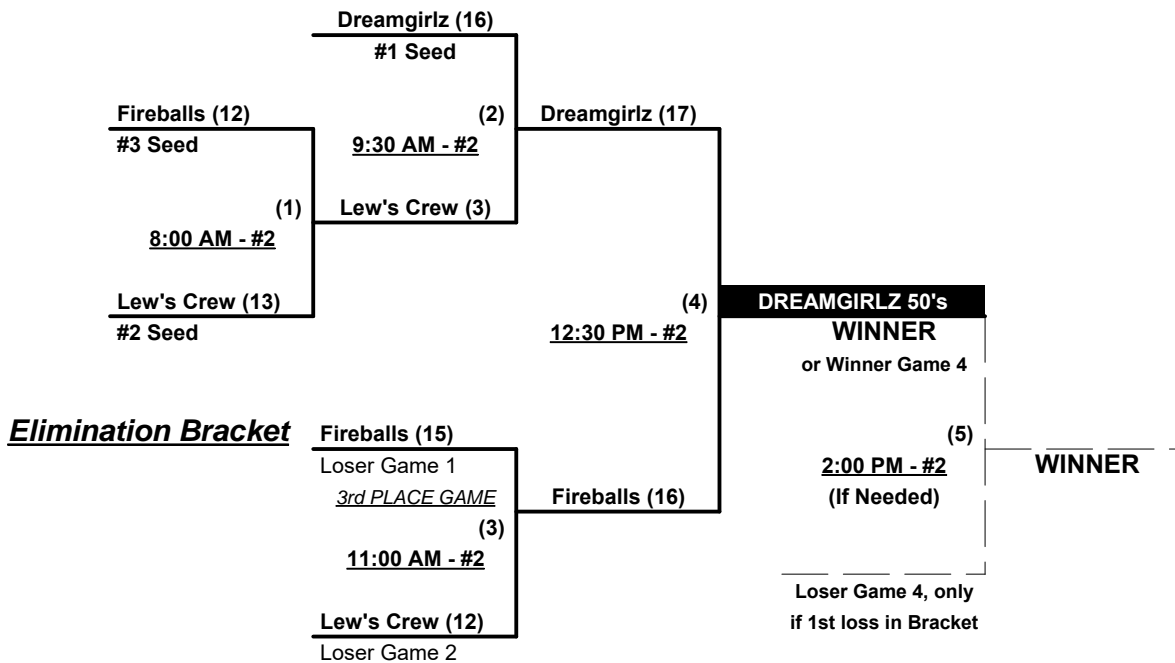 Dreamgirlz (16)
#1 Seed
Fireballs (12)
#3 Seed
(2)
9:30 AM - #2
Dreamgirlz (17)
(1)
8:00 AM - #2
Lew's Crew (3)
Lew's Crew (13)
#2 Seed
(4)
12:30 PM - #2
DREAMGIRLZ 50's
WINNER
or Winner Game 4
Elimination Bracket
Fireballs (15)
Loser Game 1
3rd PLACE GAME
(3)
11:00 AM - #2
Fireballs (16)
Lew's Crew (12)
Loser Game 2
(5)
2:00 PM - #2
(If Needed)
WINNER
Loser Game 4, only
if 1st loss in Bracket